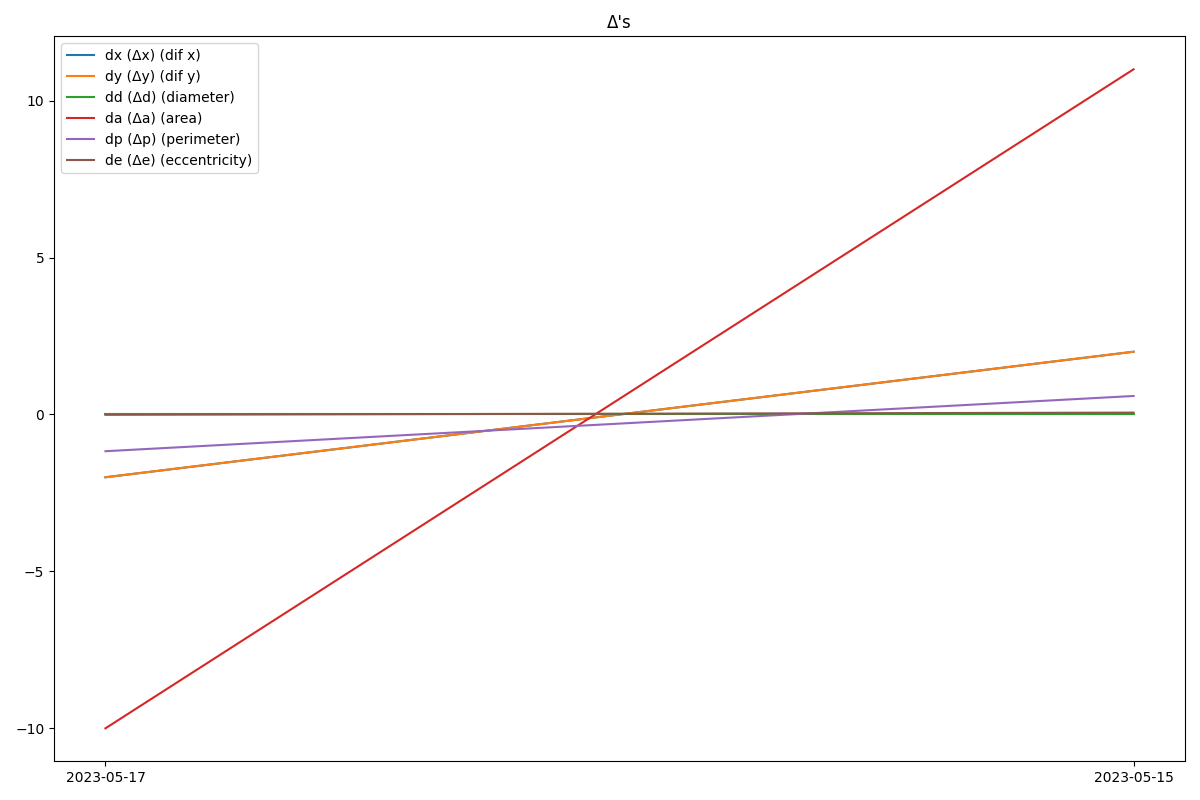 Δ's
dx (Δx) (dif x)
dy (Δy) (dif y)
dd (Δd) (diameter)
da (Δa) (area)
dp (Δp) (perimeter)
de (Δe) (eccentricity)
10
5
0
−5
−10
2023-05-17
2023-05-15